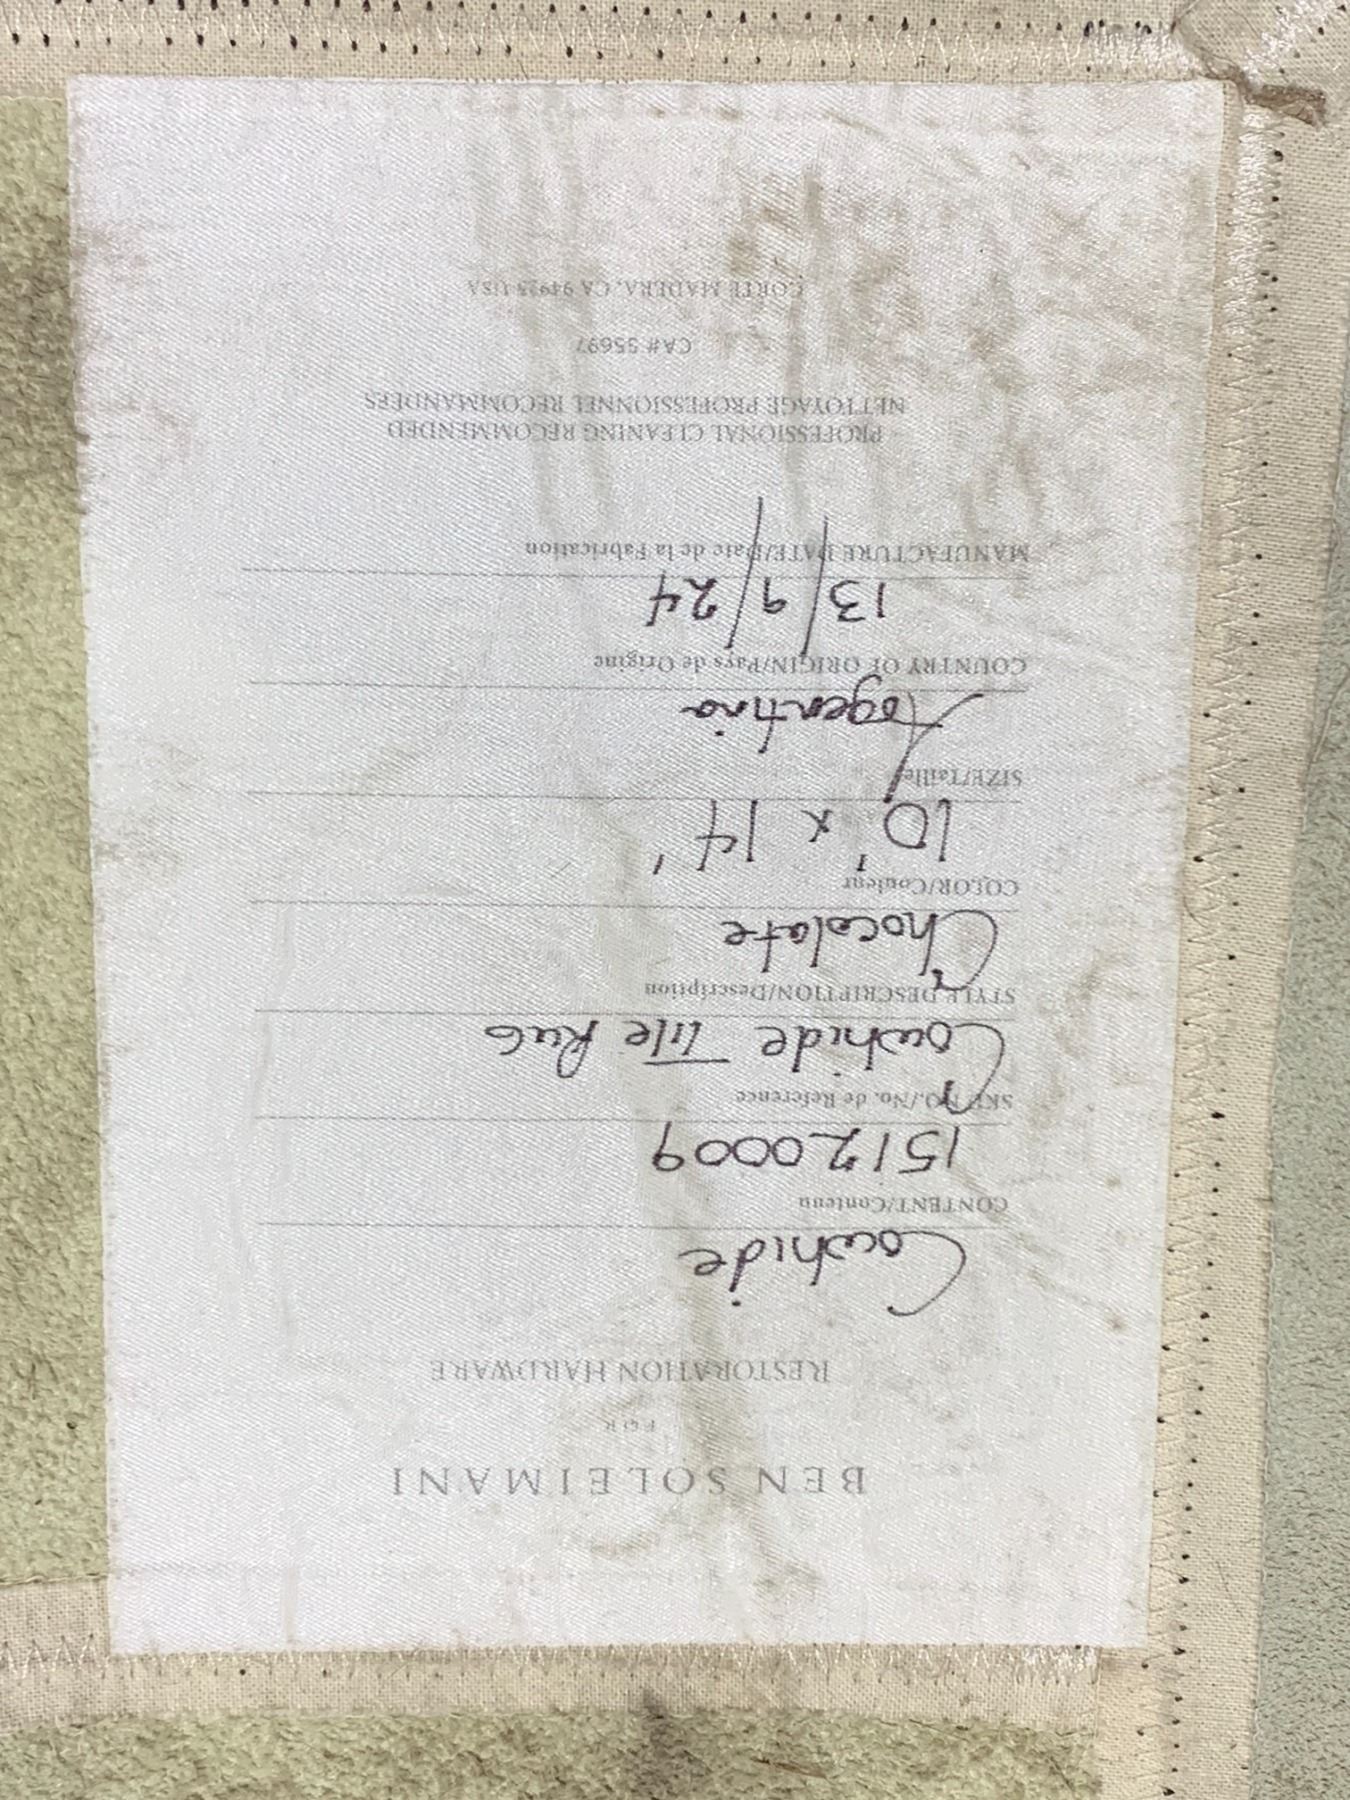 BEN SOLEIMANI
FOR
RESTORATION HARDWARE
Cowhide
CONTENT/Contenu
15120009
SKU NO./No. de Reference
Cowhide Tile Rug
STYLE DESCRIPTION/Description
Chocolate
COLOR/Couleur
10' x 14'
SIZE/Taille
Argentina
COUNTRY OF ORIGIN/Pays de Origine
13/9/24
MANUFACTURE DATE/Date de la Fabrication
PROFESSIONAL CLEANING RECOMMENDED
NETTOYAGE PROFESSIONNEL RECOMMANDERS
CA# 55697
CORTE MADERA, CA 94925 USA